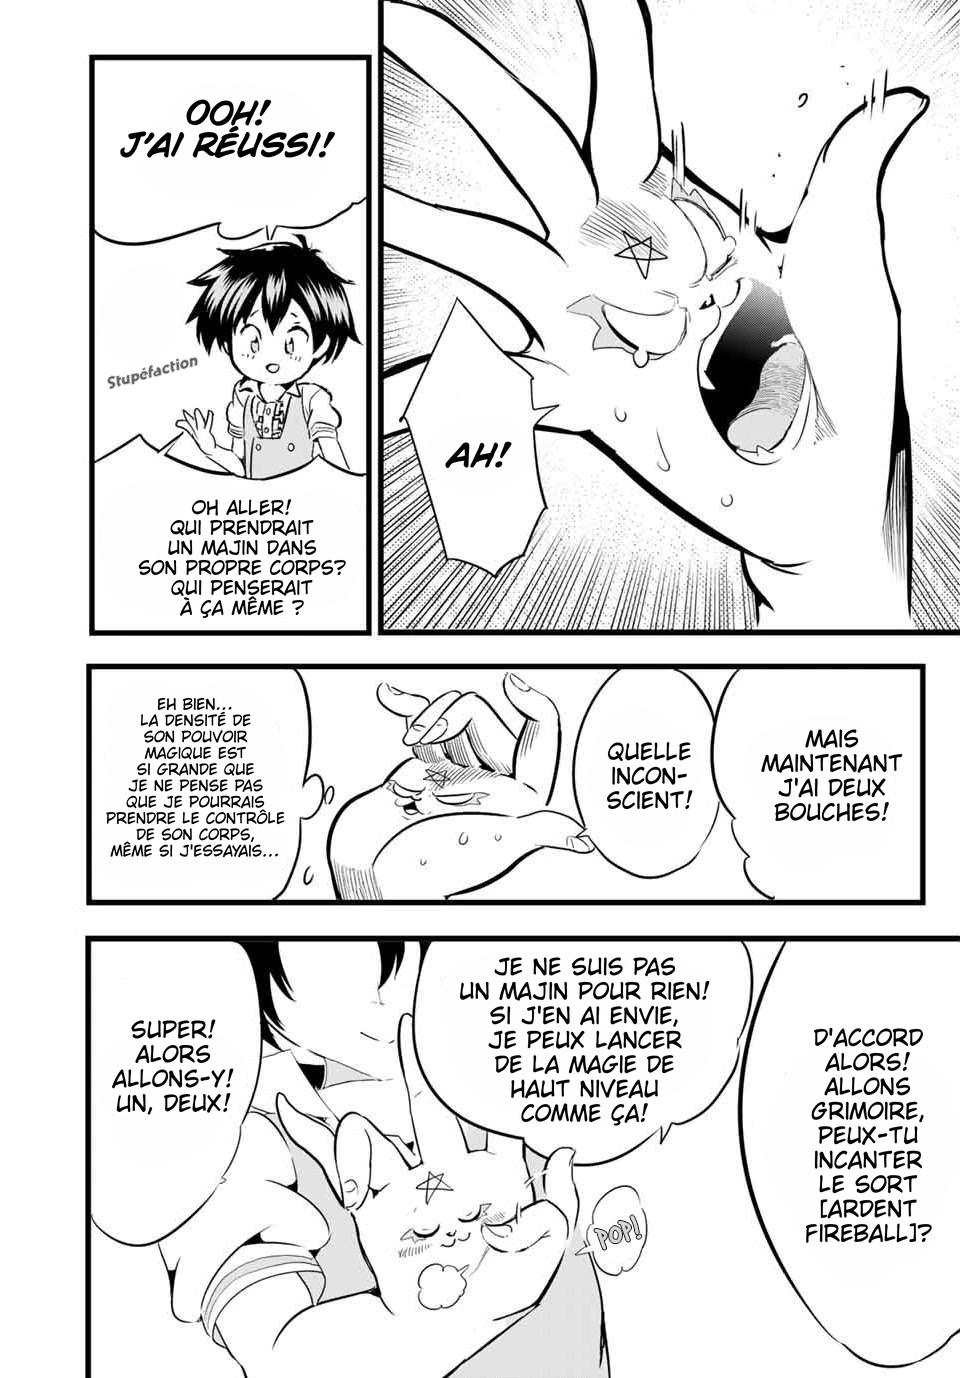 AH!
OOH!
J'AI RÉUSSI!
Stupéfaction
OH ALLER!
QUI PRENDRAIT
UN MAJIN DANS
SON PROPRE CORPS?
QUI PENSERAIT
À ÇA MÊME ?
MAIS
MAINTENANT
J'AI DEUX
BOUCHES!
QUELLE
INCON-
SCIENT!
EH BIEN...
LA DENSITÉ DE
SON POUVOIR
MAGIQUE EST
SI GRANDE QUE
JE NE PENSE PAS
QUE JE POURRAIS
PRENDRE LE CONTRÔLE
DE SON CORPS,
MÊME SI J'ESSAYAIS...
D'ACCORD
ALORS!
ALLONS
GRIMOIRE,
PEUX-TU
INCANTER
LE SORT
[ARDENT
FIREBALL]?
JE NE SUIS PAS
UN MAJIN POUR RIEN!
SI J'EN AI ENVIE,
JE PEUX LANCER
DE LA MAGIE DE
HAUT NIVEAU
COMME ÇA!
POP!
SUPER!
ALORS
ALLONS-Y!
UN, DEUX!